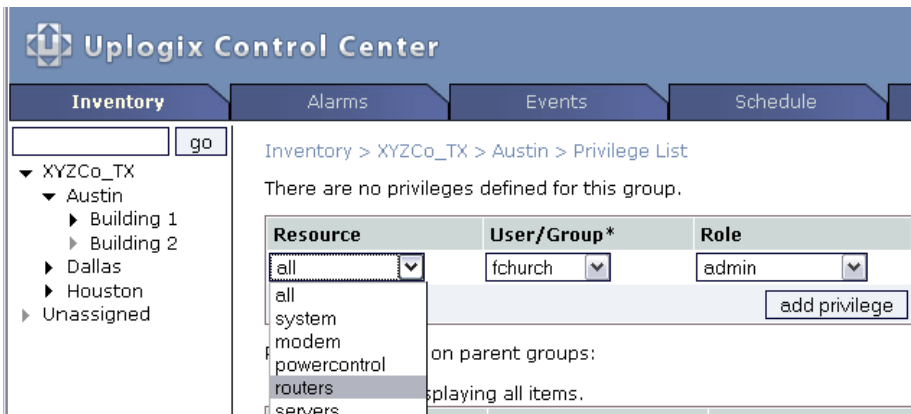 Uplogix Control Center
Inventory Alarms Events Schedule
go
XYZCo_TX
Austin
Building 1
Building 2
Dallas
Houston
Unassigned
Inventory > XYZCo_TX > Austin > Privilege List
There are no privileges defined for this group.
Resource User/Group* Role
all fchurch admin
add privilege
all
system
modem
powercontrol
routers
servers
on parent groups:
splaying all items.